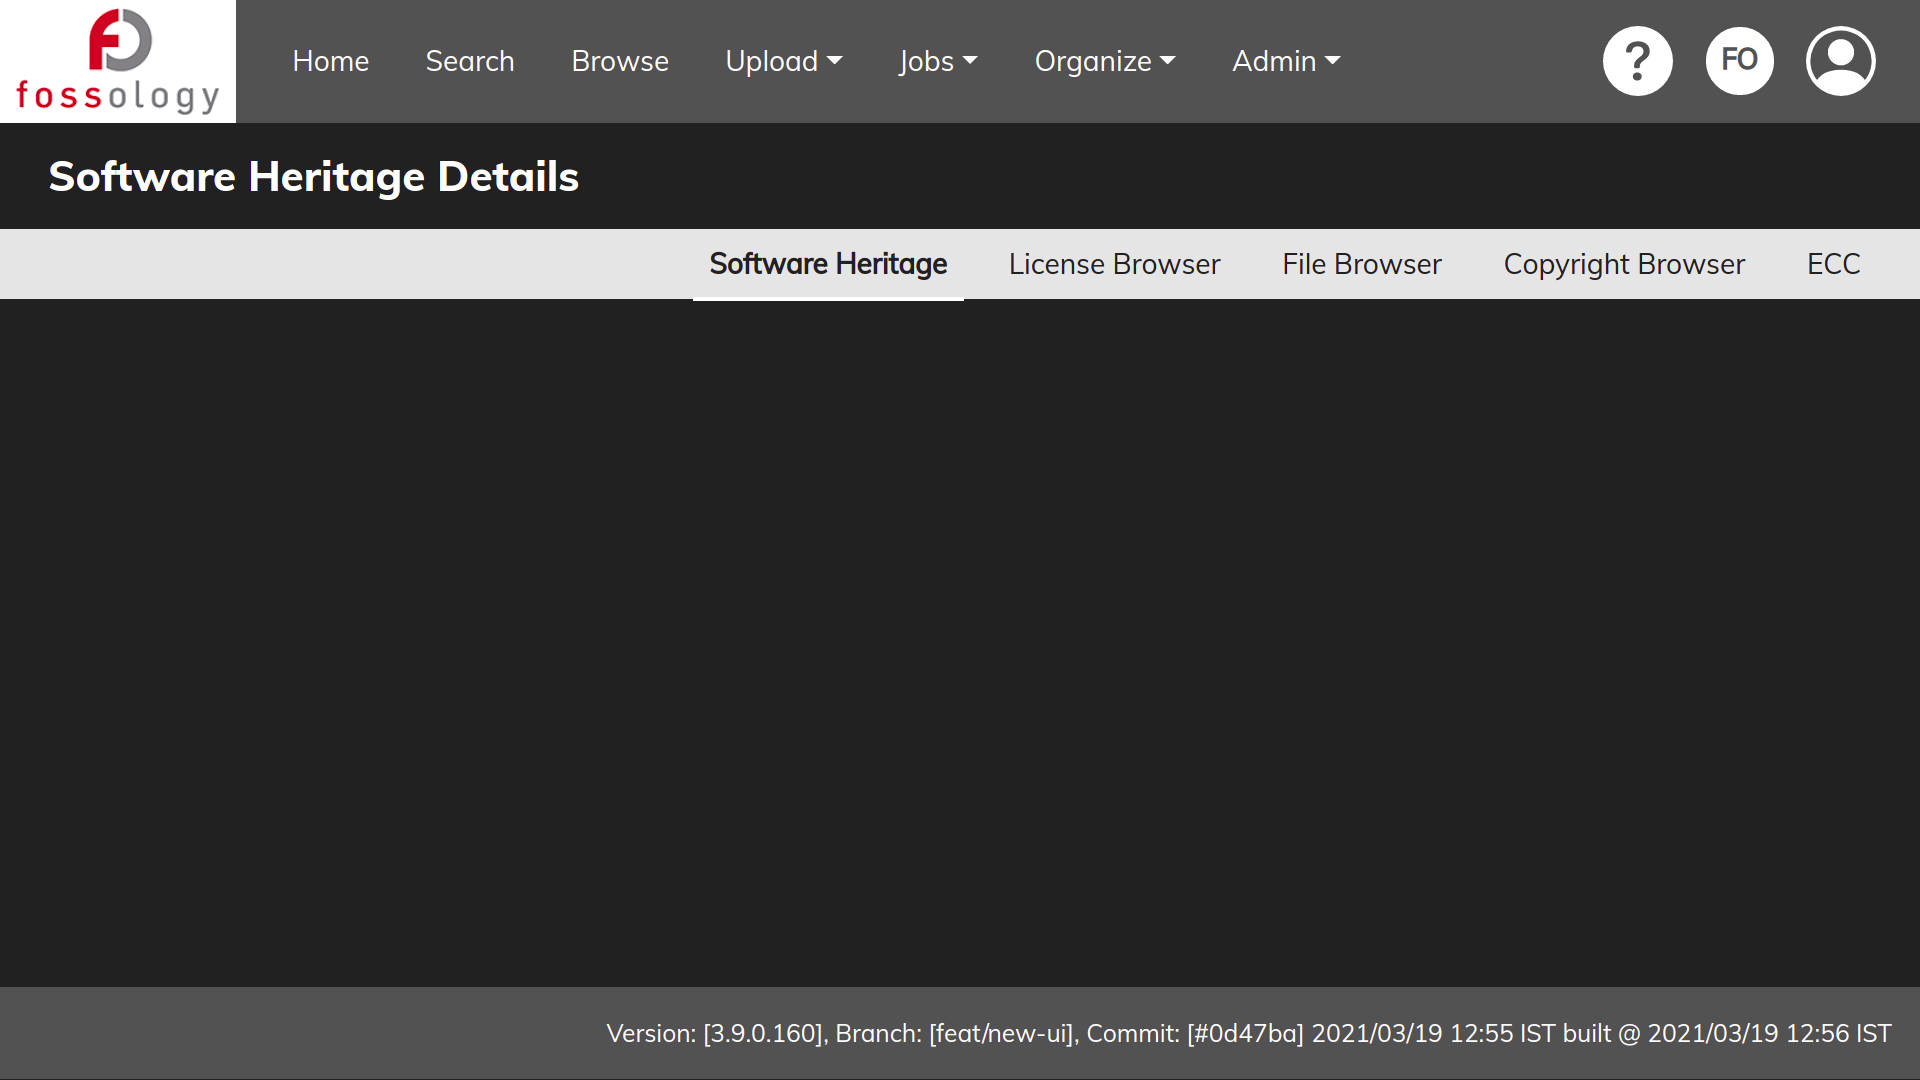 fossology
Home Search Browse Upload Jobs Organize Admin ? FO
Software Heritage Details
Software Heritage License Browser File Browser Copyright Browser ECC
Version: [3.9.0.160], Branch: [feat/new-ui], Commit: [#0d47ba] 2021/03/19 12:55 IST built @ 2021/03/19 12:56 IST